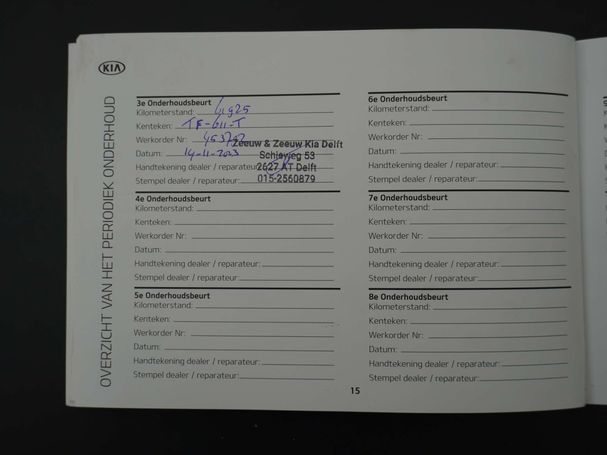 KIA
OVERZICHT VAN HET PERIODIEK ONDERHOUD
3e Onderhoudsbeurt
Kilometerstand: 41925
Kenteken: TF-611-T
Werkorder Nr:
Datum: 14-11-2023
Handtekening dealer / reparateur:
Stempel dealer / reparateur:
Zeeuw & Zeeuw Kia Delft
Schieweg 53
2627 AT Delft
015-2560879
4e Onderhoudsbeurt
Kilometerstand:
Kenteken:
Werkorder Nr:
Datum:
Handtekening dealer / reparateur:
Stempel dealer / reparateur:
5e Onderhoudsbeurt
Kilometerstand:
Kenteken:
Werkorder Nr:
Datum:
Handtekening dealer / reparateur:
Stempel dealer / reparateur:
6e Onderhoudsbeurt
Kilometerstand:
Kenteken:
Werkorder Nr:
Datum:
Handtekening dealer / reparateur:
Stempel dealer / reparateur:
7e Onderhoudsbeurt
Kilometerstand:
Kenteken:
Werkorder Nr:
Datum:
Handtekening dealer / reparateur:
Stempel dealer / reparateur:
8e Onderhoudsbeurt
Kilometerstand:
Kenteken:
Werkorder Nr:
Datum:
Handtekening dealer / reparateur:
Stempel dealer / reparateur:
15